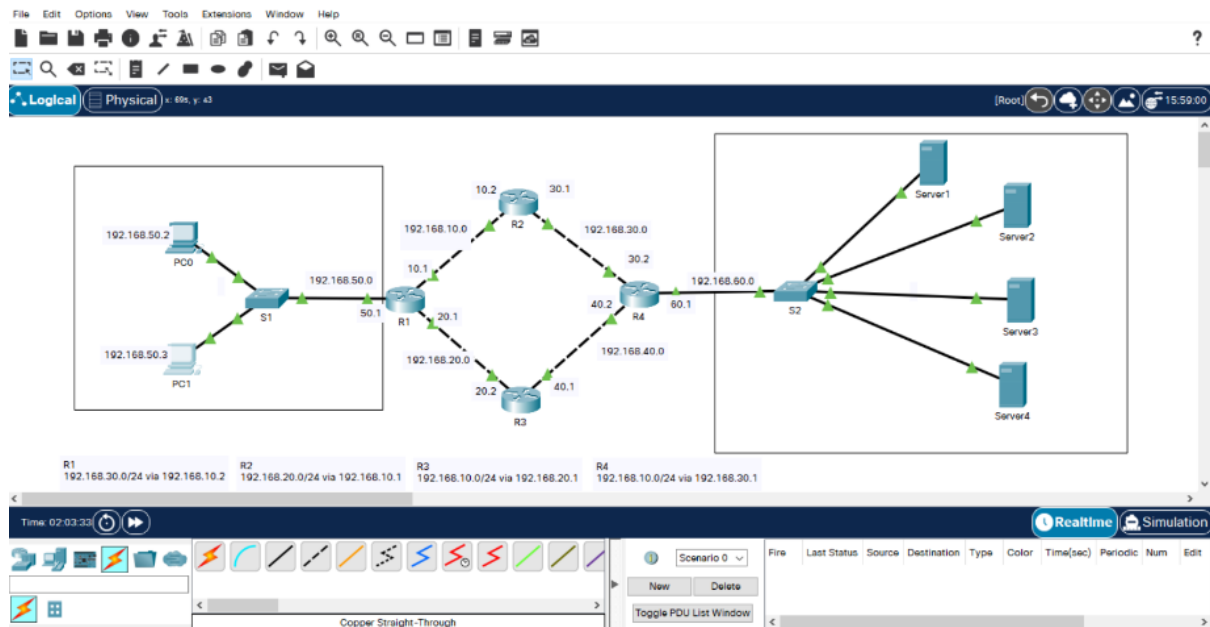 File Edit Options View Tools Extensions Window Help
?
Logical Physical x: 69s, y: 43 [Root] 15:59:00
Server1
10.2 30.1
R2
Server2
192.168.50.2
PC0
192.168.10.0 192.168.30.0
10.1 30.2
192.168.50.0 192.168.60.0
S1 50.1 R1 20.1 40.2 R4 60.1 S2
Server3
192.168.50.3
PC1
192.168.20.0 192.168.40.0
20.2 40.1
R3
Server4
R1 R2 R3 R4
192.168.30.0/24 via 192.168.10.2 192.168.20.0/24 via 192.168.10.1 192.168.10.0/24 via 192.168.20.1 192.168.10.0/24 via 192.168.30.1
Time: 02:03:33 Realtime Simulation
Scenario 0 Fire Last Status Source Destination Type Color Time(sec) Periodic Num Edit
New Delete
Toggle PDU List Window
Copper Straight-Through